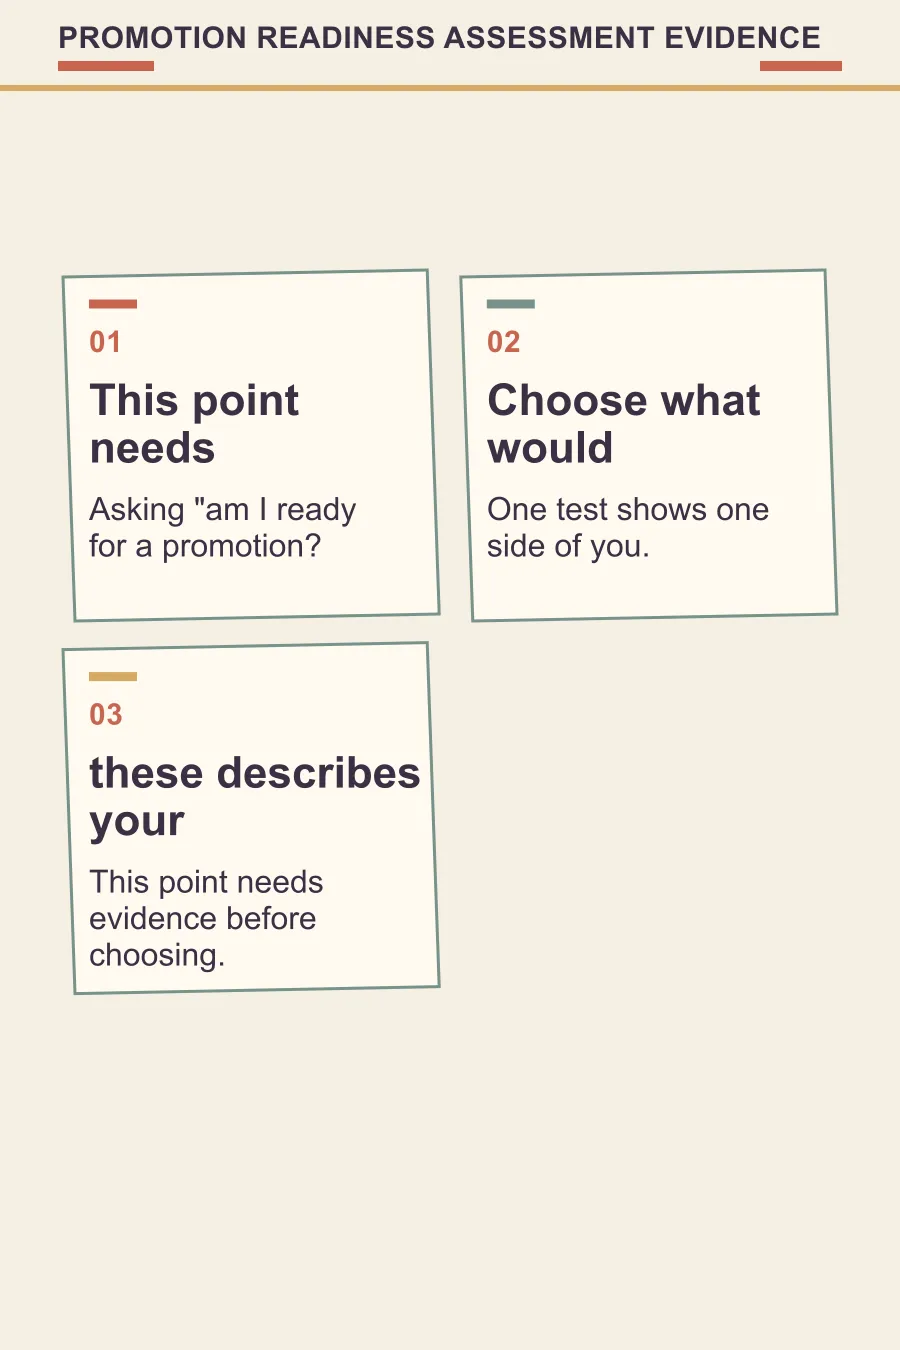 PROMOTION READINESS ASSESSMENT EVIDENCE
01
This point
needs
Asking "am I ready
for a promotion?
02
Choose what
would
One test shows one
side of you.
03
these describes
your
This point needs
evidence before
choosing.